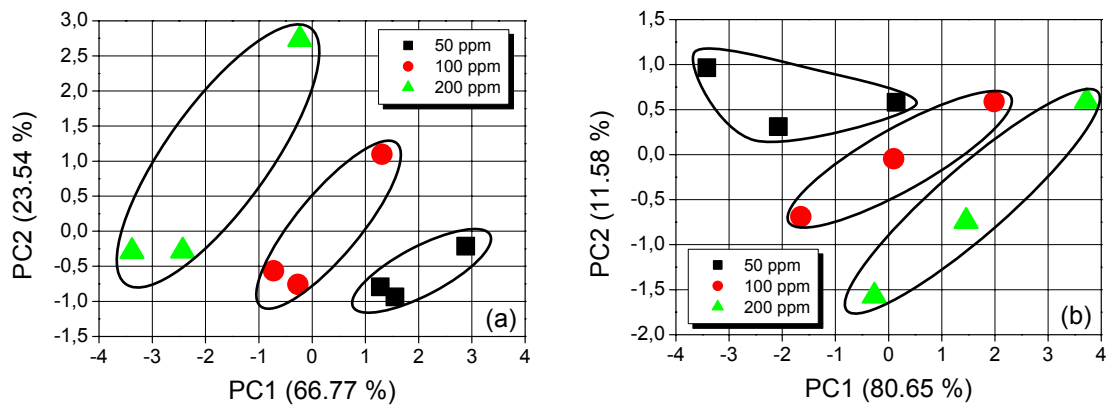 3,0
2,5
2,0
1,5
1,0
0,5
0,0
-0,5
-1,0
-1,5
PC2 (23.54 %)
50 ppm
100 ppm
200 ppm
(a)
-4 -3 -2 -1 0 1 2 3 4
PC1 (66.77 %)
1,5
1,0
0,5
0,0
-0,5
-1,0
-1,5
-2,0
PC2 (11.58 %)
50 ppm
100 ppm
200 ppm
(b)
-4 -3 -2 -1 0 1 2 3 4
PC1 (80.65 %)